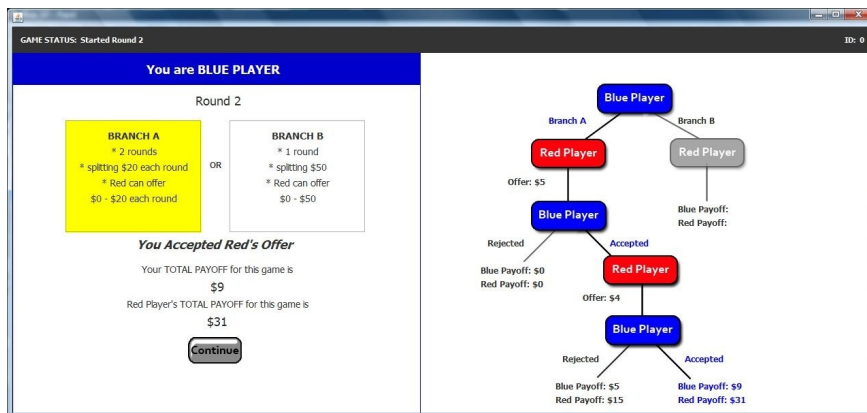 GAME STATUS: Started Round 2
ID: 0
You are BLUE PLAYER
Round 2
BRANCH A
* 2 rounds
* splitting $20 each round
* Red can offer
$0 - $20 each round
OR
BRANCH B
* 1 round
* splitting $50
* Red can offer
$0 - $50
You Accepted Red's Offer
Your TOTAL PAYOFF for this game is
$9
Red Player's TOTAL PAYOFF for this game is
$31
Continue
Blue Player
Branch A
Branch B
Red Player
Red Player
Offer: $5
Blue Player
Blue Payoff:
Red Payoff:
Rejected
Accepted
Blue Payoff: $0
Red Payoff: $0
Red Player
Offer: $4
Blue Player
Rejected
Accepted
Blue Payoff: $5
Red Payoff: $15
Blue Payoff: $9
Red Payoff: $31